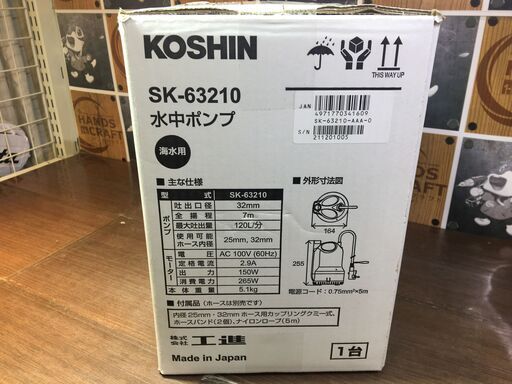 KOSHIN
THIS WAY UP
SK-63210
水中ポンプ
海水用
JAN 4971770341609
SK-63210-AAA-0
S/N 211201005
■ 主な仕様
型式 SK-63210
ポンプ
吐出口径 32mm
全揚程 7m
最大吐出量 120L/分
使用可能ホース内径 25mm, 32mm
モーター
電圧 AC 100V (60Hz)
定格電流 2.9A
出力 150W
消費電力 265W
本体重量 5.1kg
■ 外形寸法図
164
255
電源コード：0.75mm²×5m
■ 付属品（ホースは別売です）
内径25mm・32mmホース用カップリングクミー式、
ホースバンド（2個）、ナイロンロープ（5m）
株式会社 工進
Made in Japan
1台
HANDS CRAFT